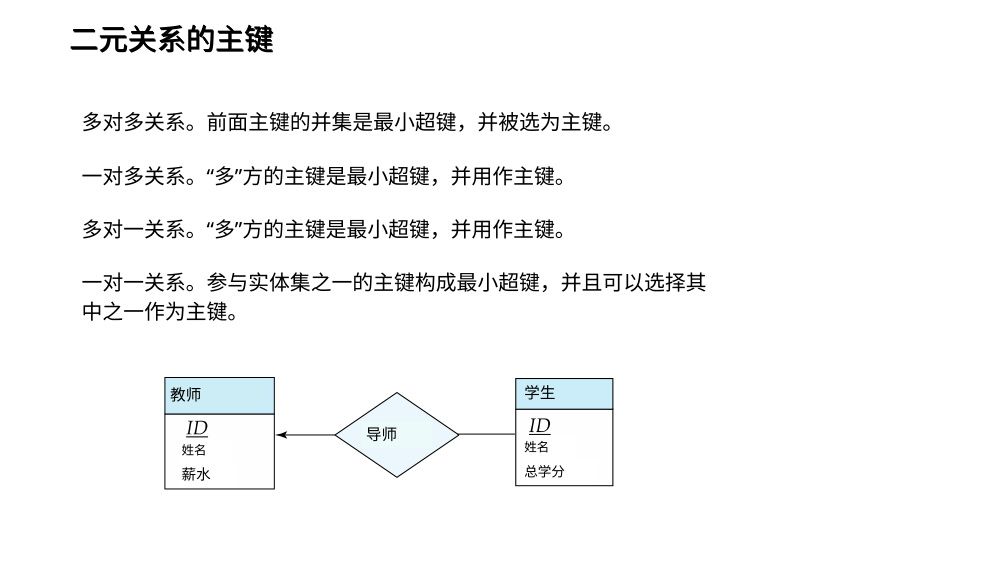 二元关系的主键
多对多关系。前面主键的并集是最小超键，并被选为主键。
一对多关系。“多”方的主键是最小超键，并用作主键。
多对一关系。“多”方的主键是最小超键，并用作主键。
一对一关系。参与实体集之一的主键构成最小超键，并且可以选择其
中之一作为主键。
教师
ID
姓名
薪水
导师
学生
ID
姓名
总学分